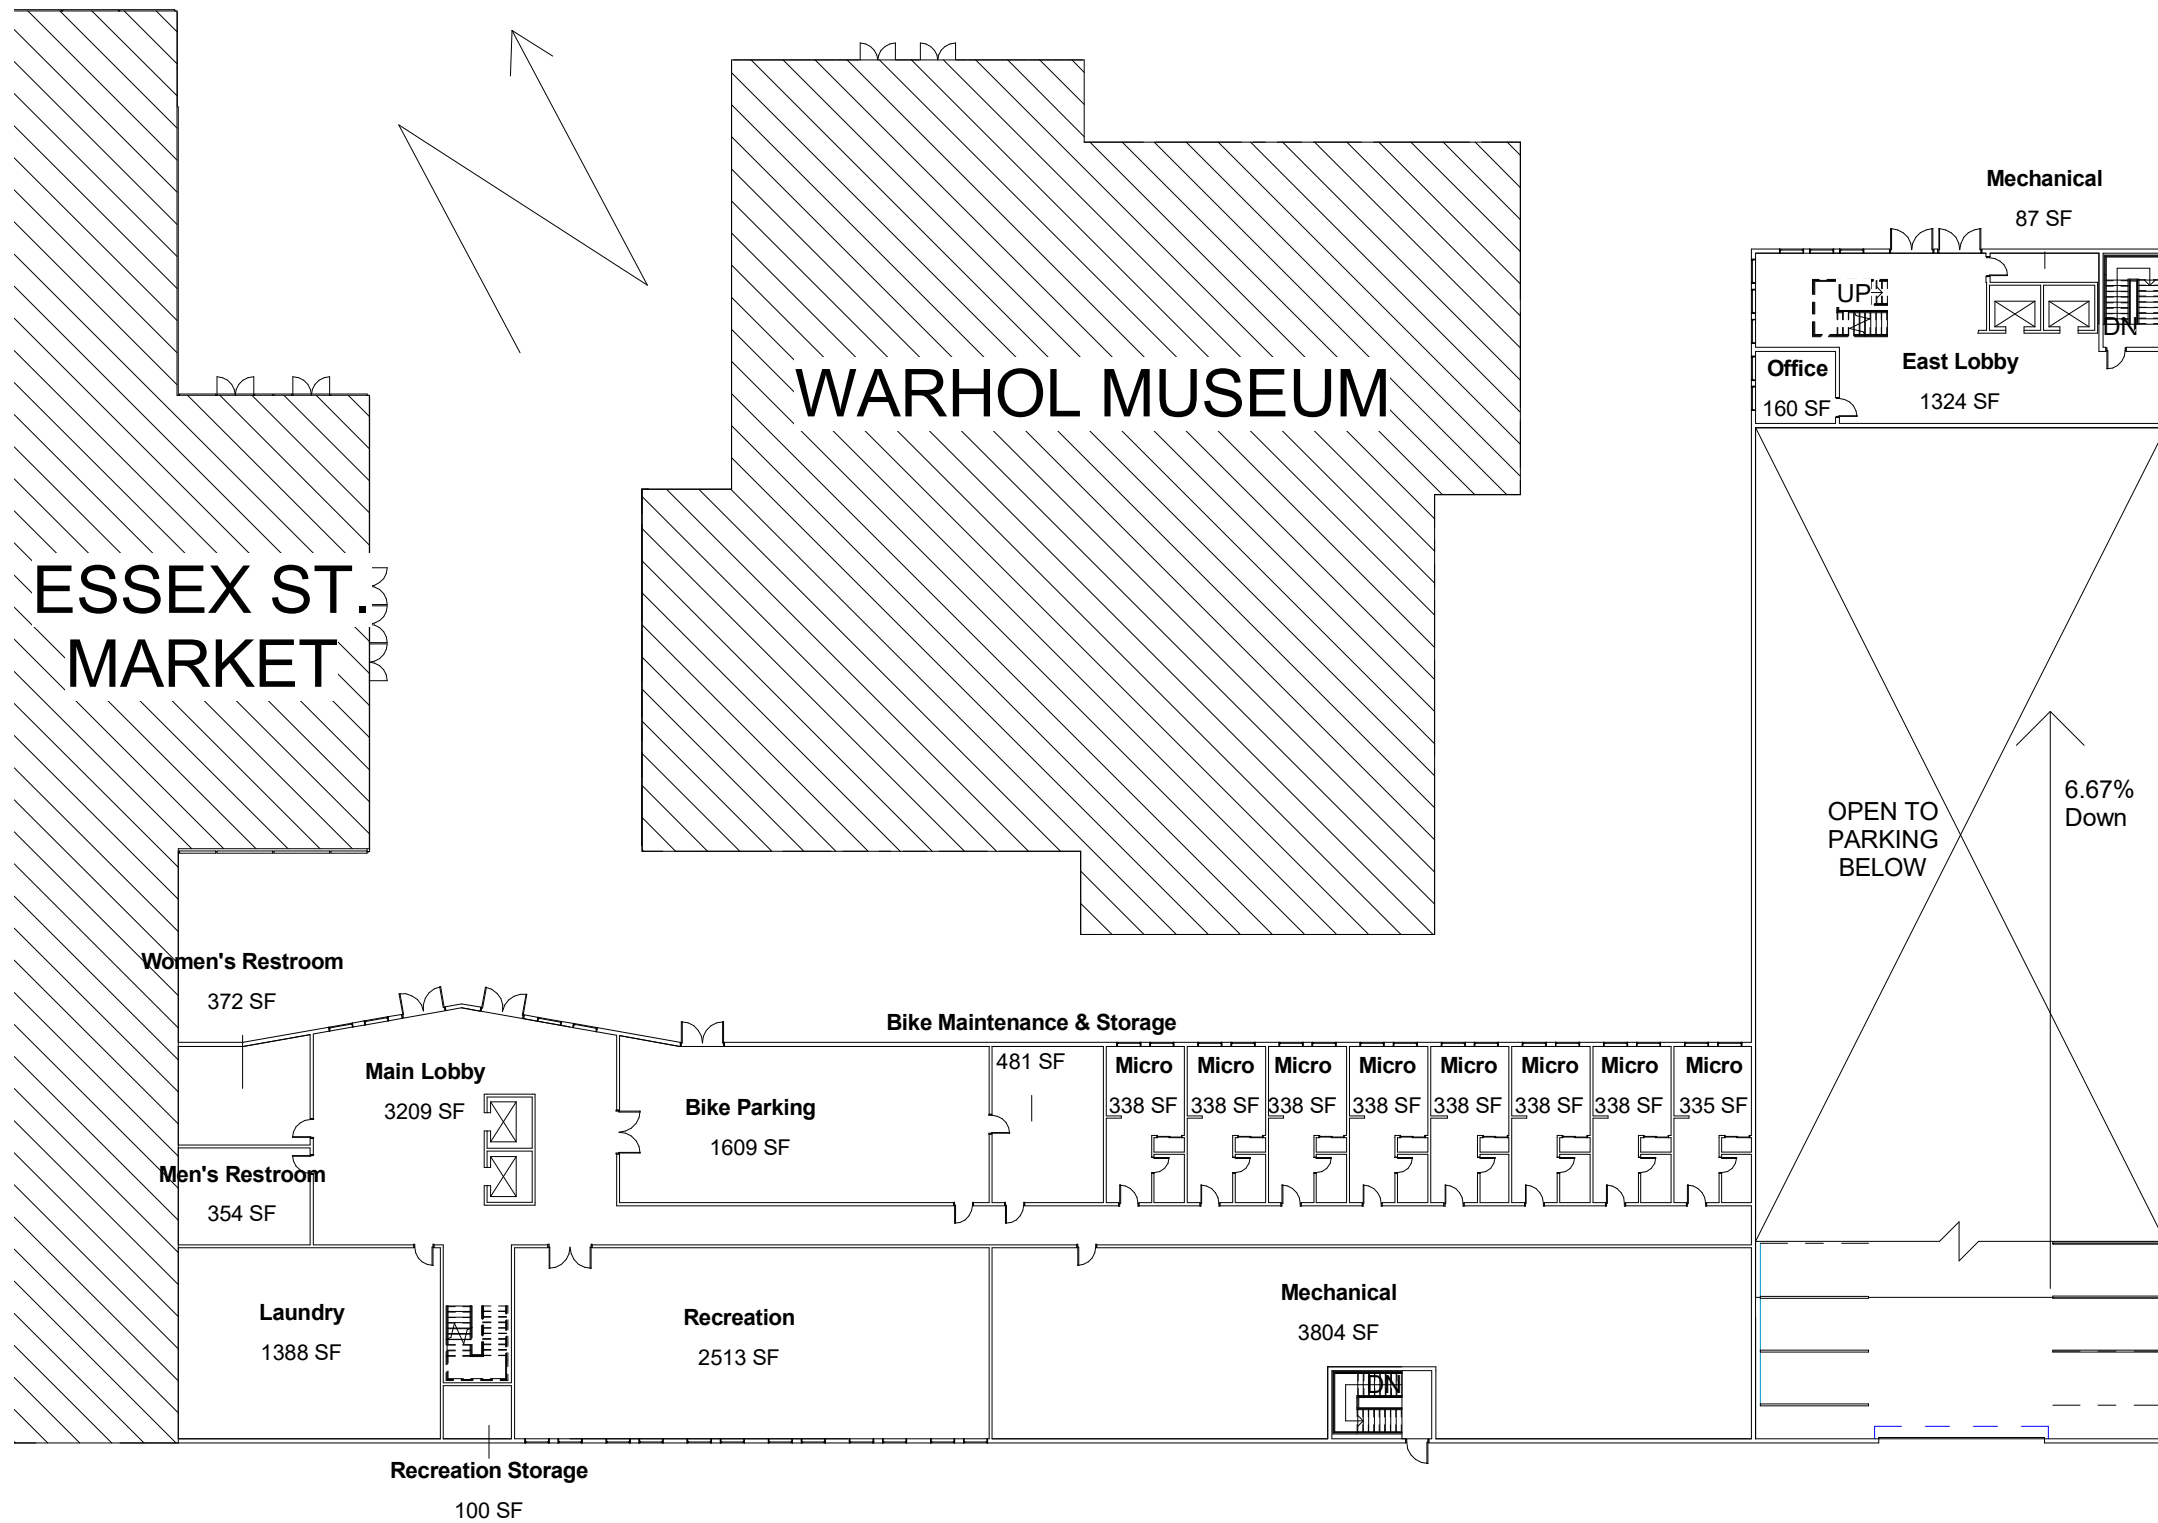 Mechanical
87 SF
UP
DN
WARHOL MUSEUM
Office
160 SF
East Lobby
1324 SF
ESSEX ST.
MARKET
OPEN TO
PARKING
BELOW
6.67%
Down
Women's Restroom
372 SF
Bike Maintenance & Storage
481 SF
Main Lobby
3209 SF
Bike Parking
1609 SF
Micro
338 SF
Micro
338 SF
Micro
338 SF
Micro
338 SF
Micro
338 SF
Micro
338 SF
Micro
338 SF
Micro
335 SF
Men's Restroom
354 SF
Laundry
1388 SF
Recreation
2513 SF
Mechanical
3804 SF
DN
Recreation Storage
100 SF